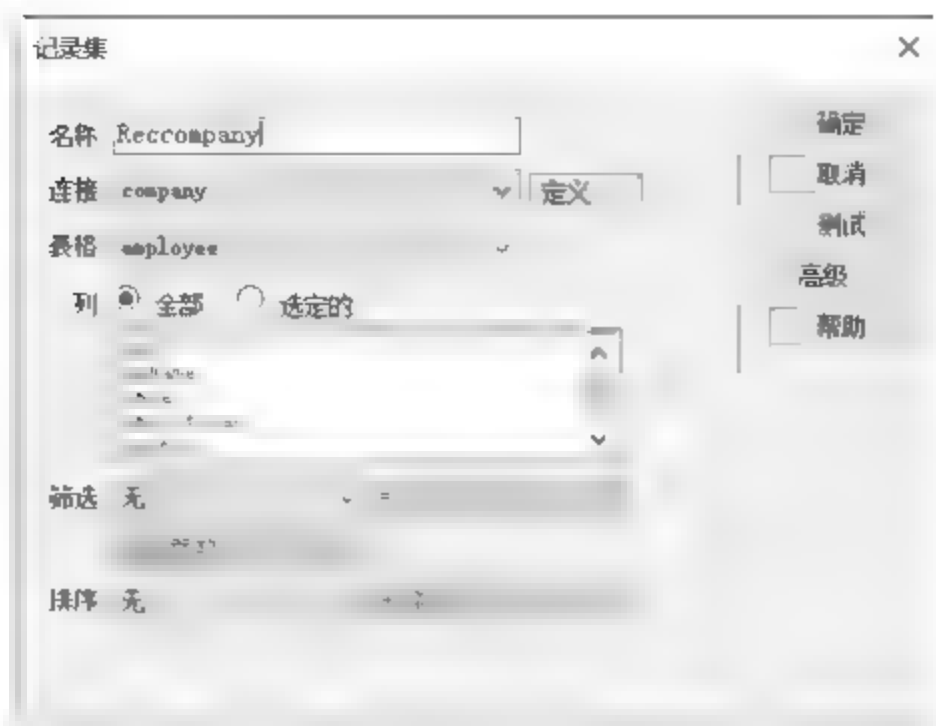 记录集
名称 Reccompany
连接 company 定义
表格 employee
列 全部 选定的
筛选 无 =
排序 无
确定
取消
测试
高级
帮助